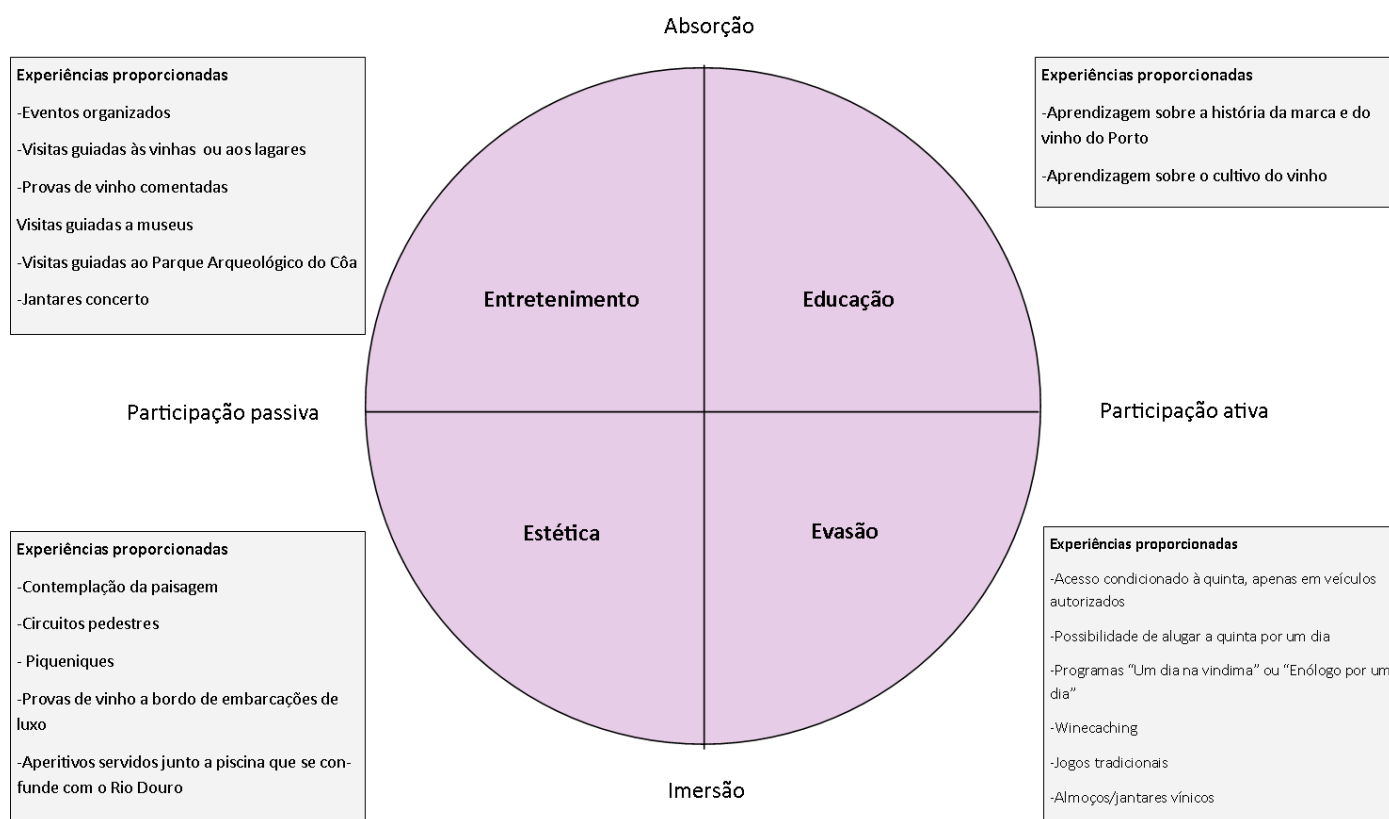 Absorção
Experiências proporcionadas
-Eventos organizados
-Visitas guiadas às vinhas  ou aos lagares
-Provas de vinho comentadas
Visitas guiadas a museus
-Visitas guiadas ao Parque Arqueológico do Côa
-Jantares concerto
Experiências proporcionadas
-Aprendizagem sobre a história da marca e do
vinho do Porto
-Aprendizagem sobre o cultivo do vinho
Entretenimento
Educação
Participação passiva
Participação ativa
Estética
Evasão
Experiências proporcionadas
-Contemplação da paisagem
-Circuitos pedestres
- Piqueniques
-Provas de vinho a bordo de embarcações de
luxo
-Aperitivos servidos junto a piscina que se con-
funde com o Rio Douro
Experiências proporcionadas
-Acesso condicionado à quinta, apenas em veículos
autorizados
-Possibilidade de alugar a quinta por um dia
-Programas “Um dia na vindima” ou “Enólogo por um
dia”
-Winecaching
-Jogos tradicionais
-Almoços/jantares vínicos
Imersão